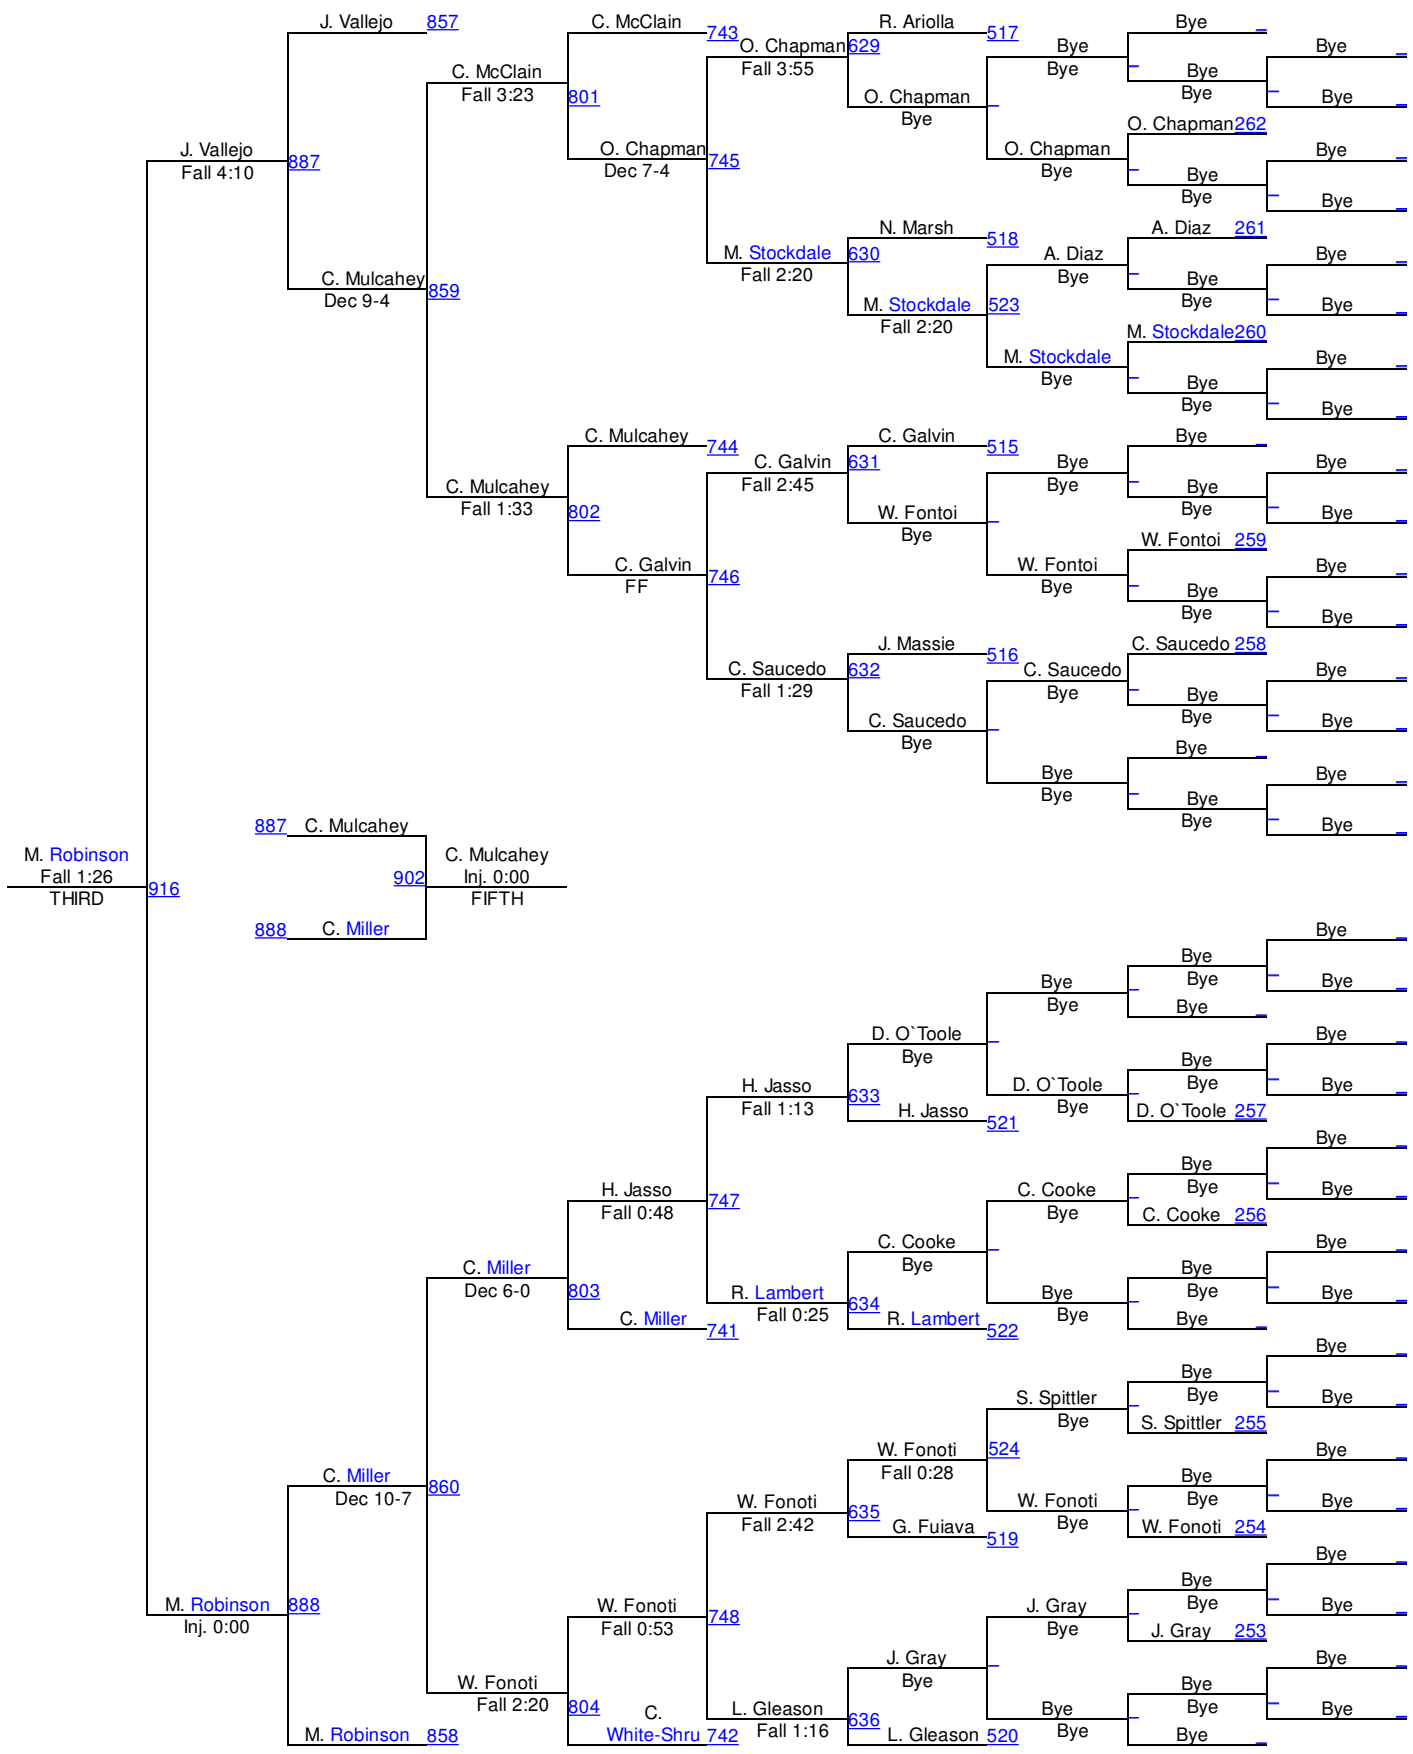 J. Vallejo 857 C. McClain R. Ariolla Bye
743 O. Chapman 629 517 Bye Bye
C. McClain Fall 3:55 Bye Bye
Fall 3:23 801 O. Chapman Bye Bye
Bye O. Chapman 262
J. Vallejo 887 O. Chapman 745 O. Chapman Bye
Fall 4:10 Dec 7-4 Bye Bye
Bye Bye
N. Marsh 518 A. Diaz 261
M. Stockdale 630 A. Diaz Bye
Fall 2:20 Bye Bye
C. Mulcahey 859 M. Stockdale 523 Bye Bye
Dec 9-4 Fall 2:20 M. Stockdale 260
M. Stockdale Bye
Bye Bye
Bye Bye
C. Mulcahey 744 C. Galvin 515 Bye
C. Galvin 631 Bye Bye
C. Mulcahey Fall 2:45 Bye Bye
Fall 1:33 802 W. Fontoi Bye Bye
Bye W. Fontoi 259
C. Galvin 746 W. Fontoi Bye
FF Bye Bye
Bye Bye
J. Massie 516 C. Saucedo 258
C. Saucedo 632 C. Saucedo Bye
Fall 1:29 Bye Bye
C. Saucedo Bye Bye
Bye Bye
Bye Bye
Bye Bye
887 C. Mulcahey Bye Bye
M. Robinson C. Mulcahey
Fall 1:26 916 902 Inj. 0:00
THIRD FIFTH
888 C. Miller Bye
Bye
Bye Bye Bye
Bye Bye
D. O`Toole Bye
Bye Bye
H. Jasso D. O`Toole Bye Bye
Fall 1:13 633 H. Jasso 521 Bye D. O`Toole 257
Bye
Bye
H. Jasso 747 C. Cooke Bye Bye
Fall 0:48 Bye C. Cooke 256
C. Cooke Bye
C. Miller Bye Bye
Dec 6-0 803 R. Lambert 634 Bye Bye Bye
C. Miller 741 Fall 0:25 R. Lambert 522 Bye Bye
Bye
Bye
S. Spittler Bye Bye
Bye S. Spittler 255
W. Fonoti 524 Bye
C. Miller 860 Fall 0:28 Bye
Dec 10-7 W. Fonoti 635 W. Fonoti Bye Bye
Fall 2:42 G. Fuiava 519 Bye W. Fonoti 254
Bye
Bye
M. Robinson 888 W. Fonoti 748 J. Gray Bye Bye
Inj. 0:00 Fall 0:53 Bye J. Gray 253
J. Gray Bye
W. Fonoti Bye Bye
Fall 2:20 804 C. L. Gleason 636 Bye Bye Bye
M. Robinson 858 White-Shru 742 Fall 1:16 L. Gleason 520 Bye Bye